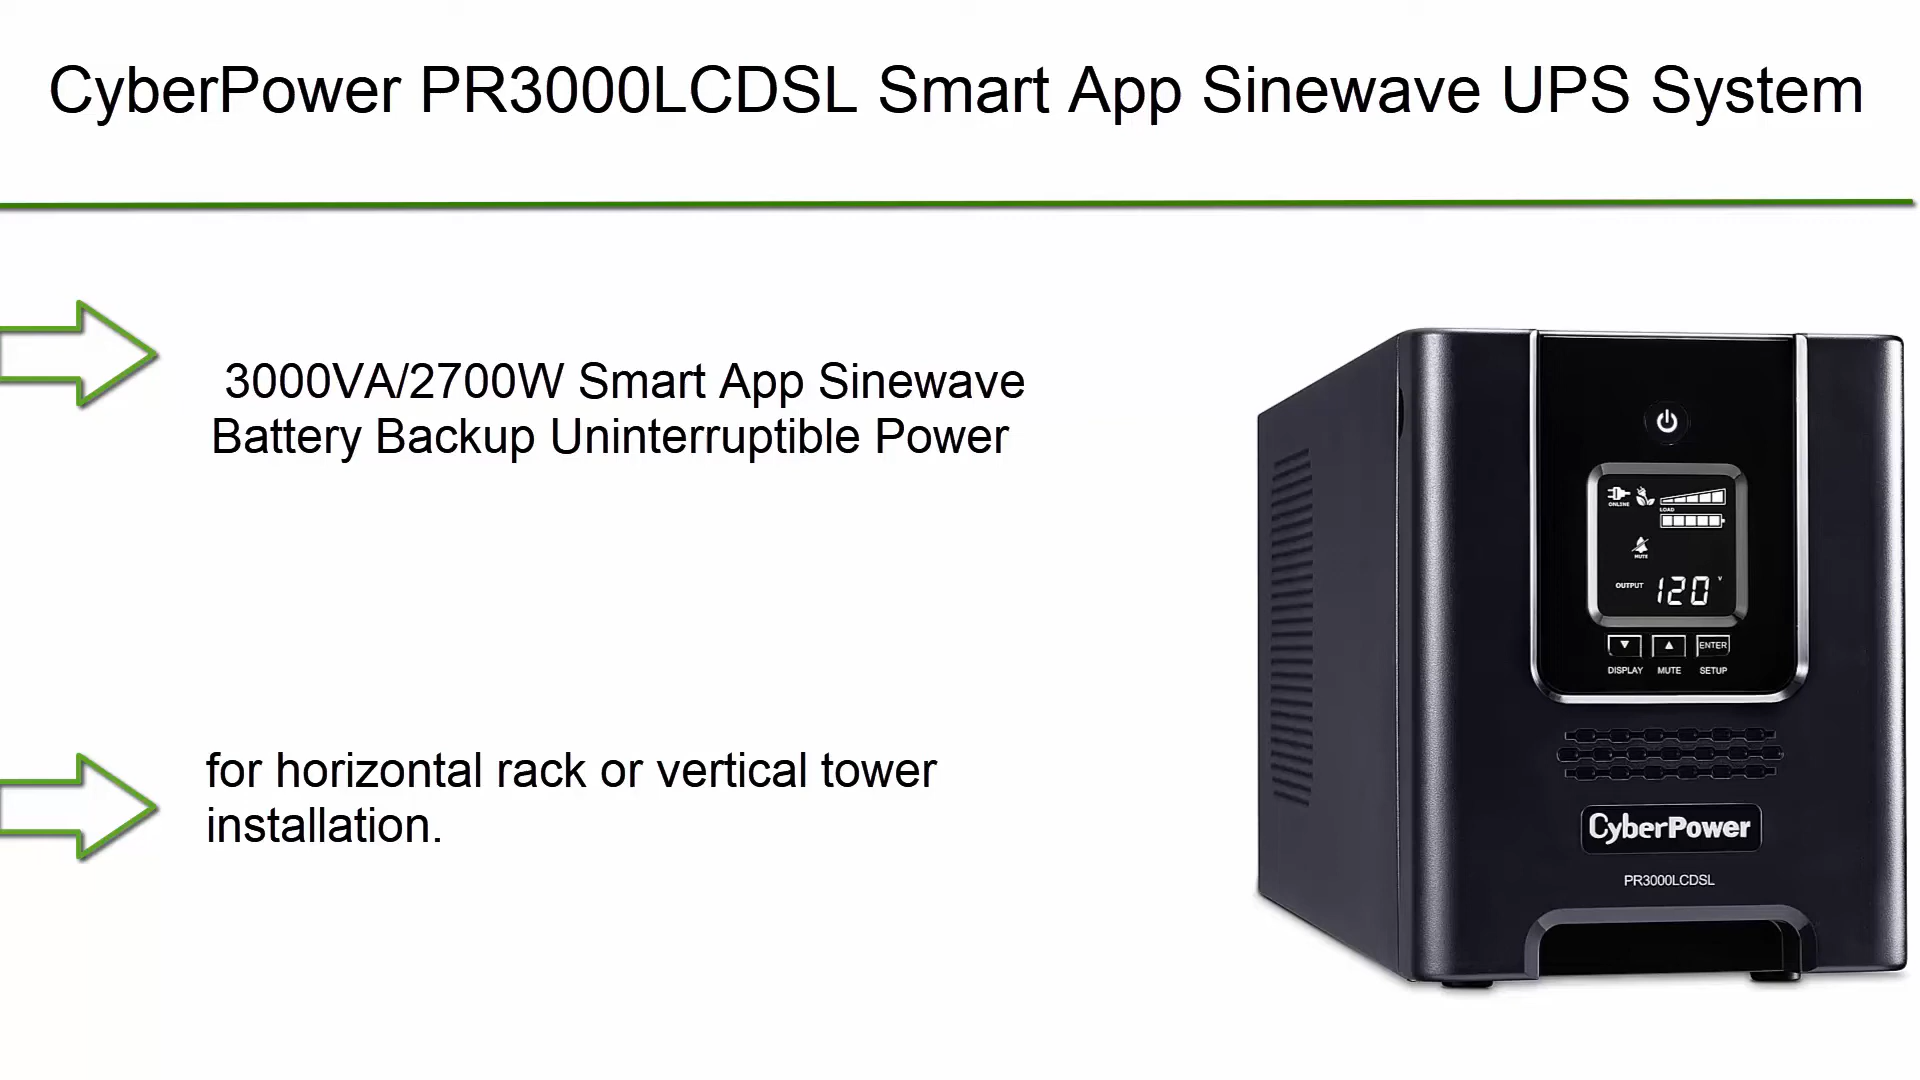 CyberPower PR3000LCDSL Smart App Sinewave UPS System
3000VA/2700W Smart App Sinewave
Battery Backup Uninterruptible Power
for horizontal rack or vertical tower
installation.
ONLINE
LOAD
MUTE
OUTPUT 120 V
ENTER
DISPLAY MUTE SETUP
CyberPower
PR3000LCDSL